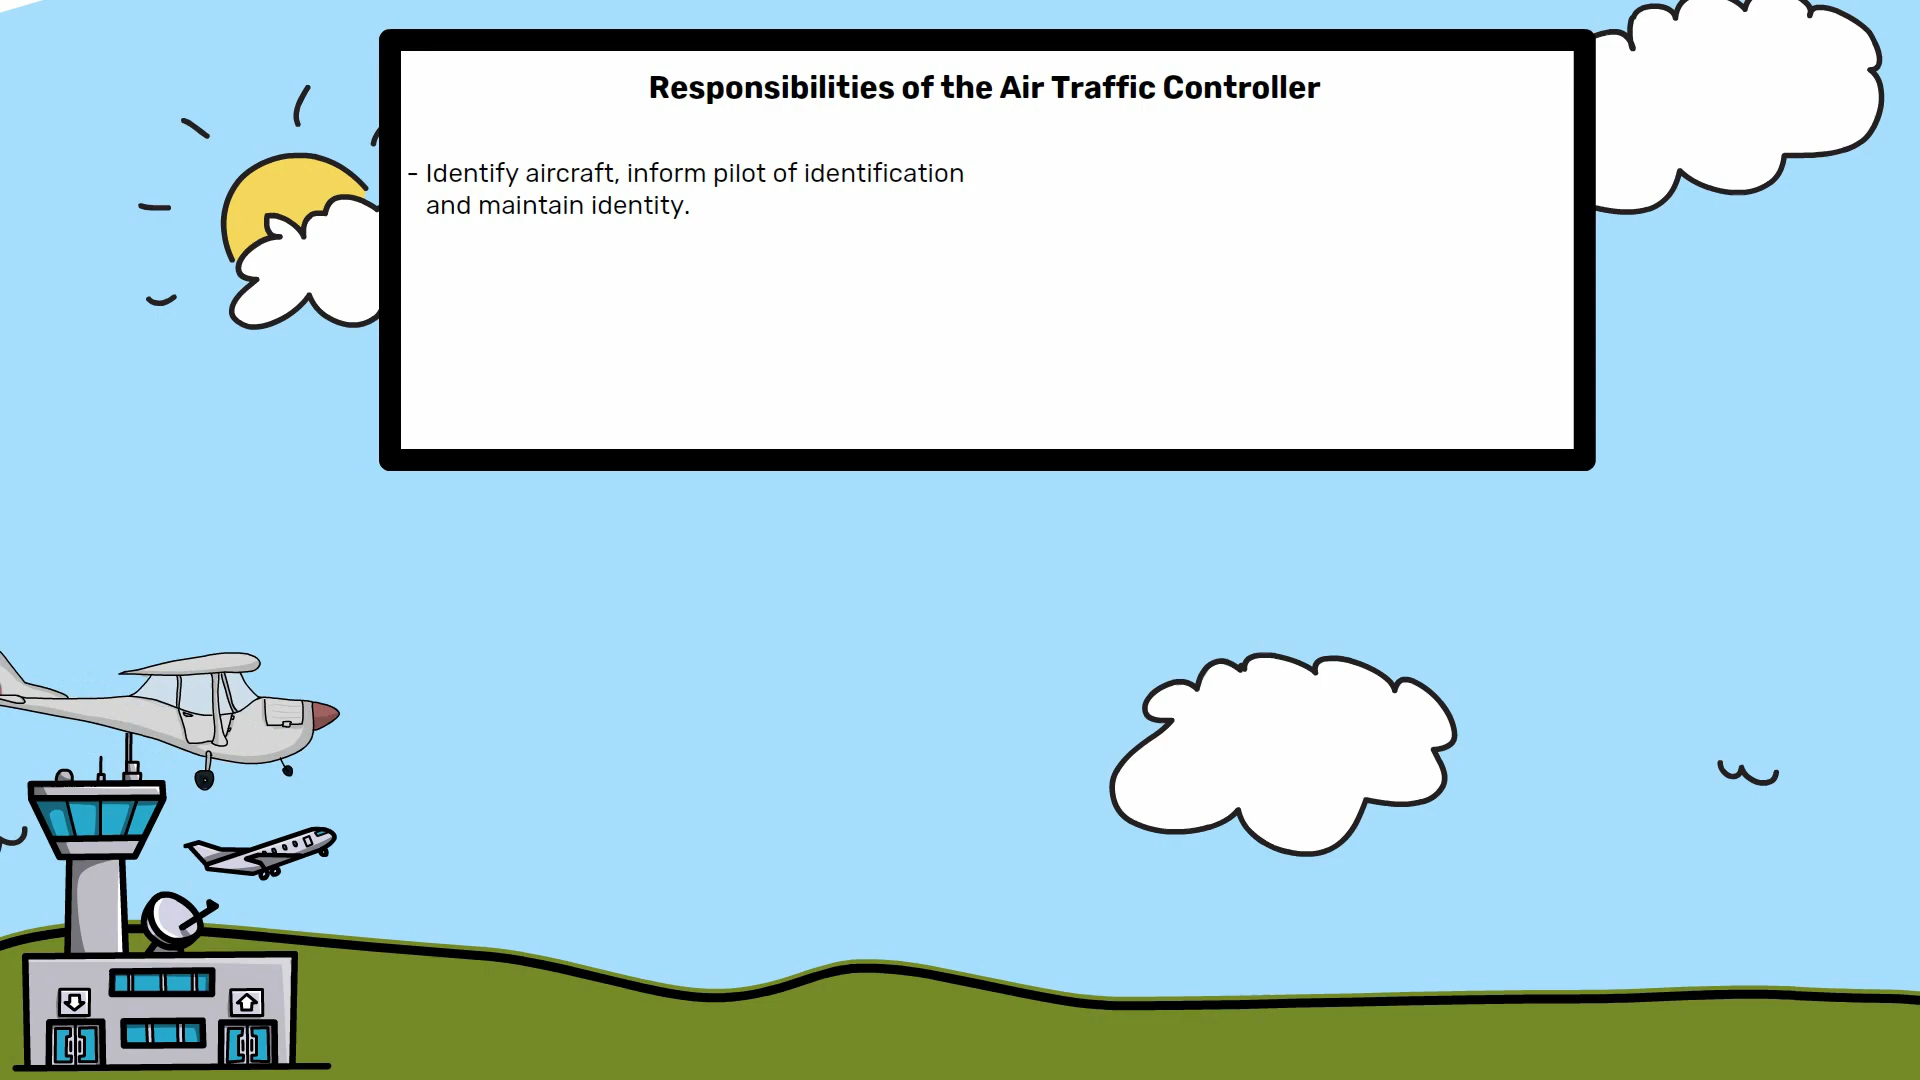 Responsibilities of the Air Traffic Controller
- Identify aircraft, inform pilot of identification
and maintain identity.